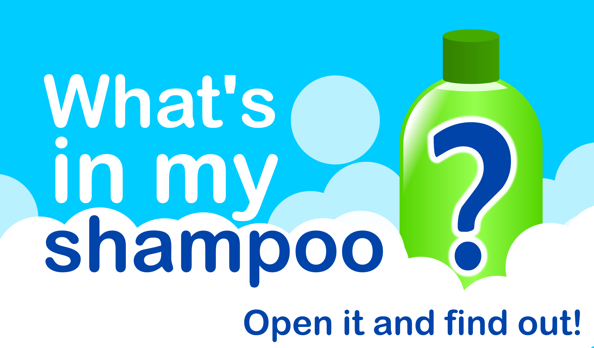 What's
in my
shampoo
?
Open it and find out!